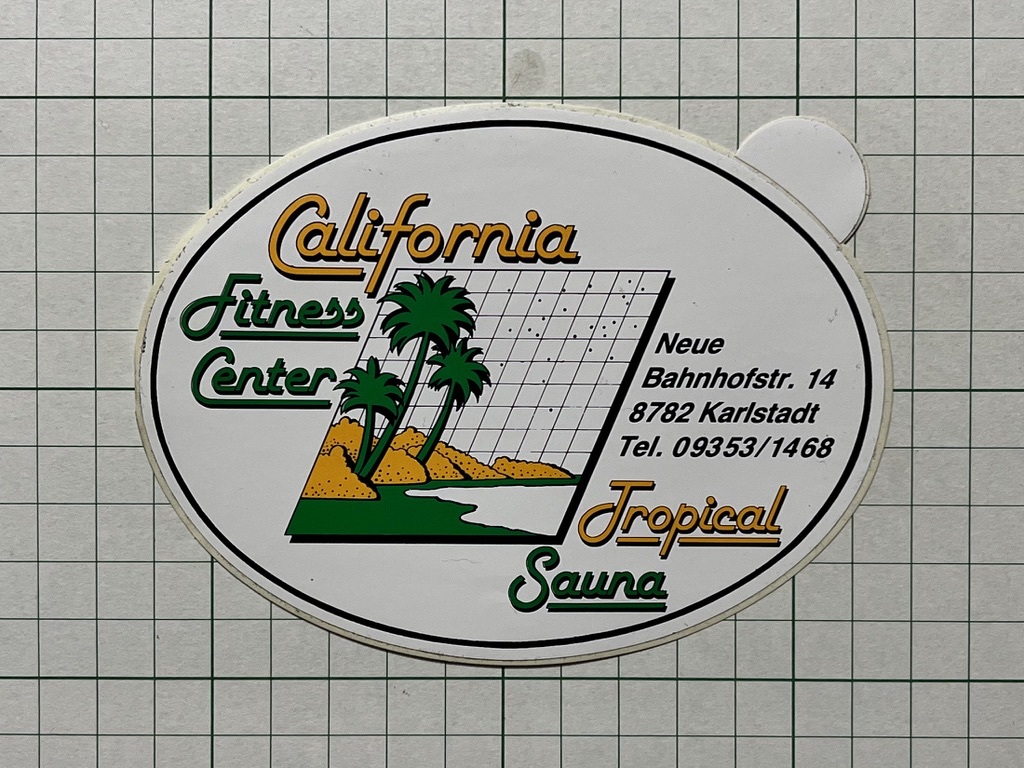 California
Fitness
Center
Neue
Bahnhofstr. 14
8782 Karlstadt
Tel. 09353/1468
Tropical
Sauna